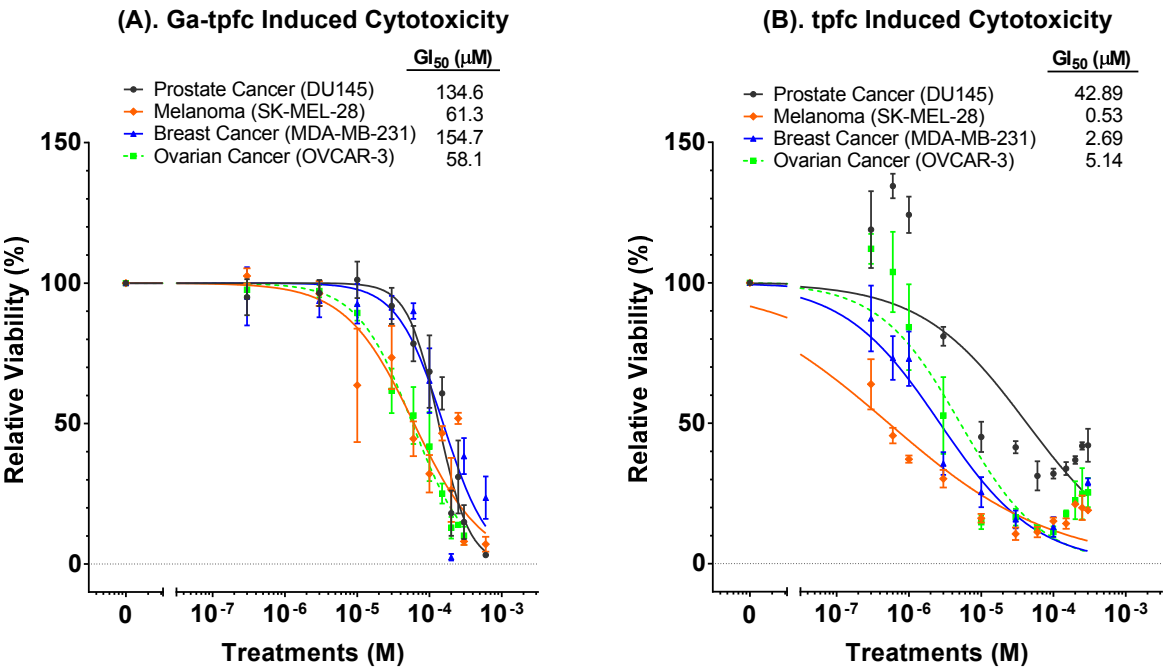 (A). Ga-tpfc Induced Cytotoxicity
GI50 (μM)
Prostate Cancer (DU145) 134.6
Melanoma (SK-MEL-28) 61.3
Breast Cancer (MDA-MB-231) 154.7
Ovarian Cancer (OVCAR-3) 58.1
Relative Viability (%)
150
100
50
0
0 10-7 10-6 10-5 10-4 10-3
Treatments (M)
(B). tpfc Induced Cytotoxicity
GI50 (μM)
Prostate Cancer (DU145) 42.89
Melanoma (SK-MEL-28) 0.53
Breast Cancer (MDA-MB-231) 2.69
Ovarian Cancer (OVCAR-3) 5.14
Relative Viability (%)
150
100
50
0
0 10-7 10-6 10-5 10-4 10-3
Treatments (M)